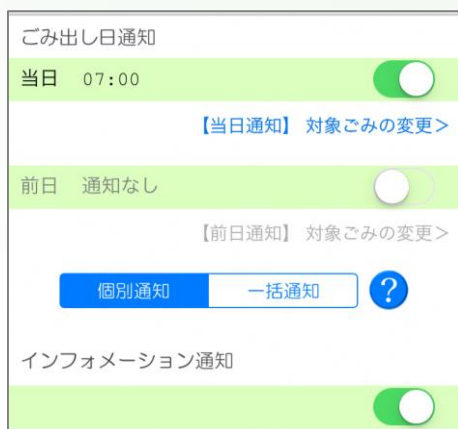 ごみ出し日通知
当日 07:00
【当日通知】 対象ごみの変更>
前日 通知なし
【前日通知】 対象ごみの変更>
個別通知 一括通知 ?
インフォメーション通知